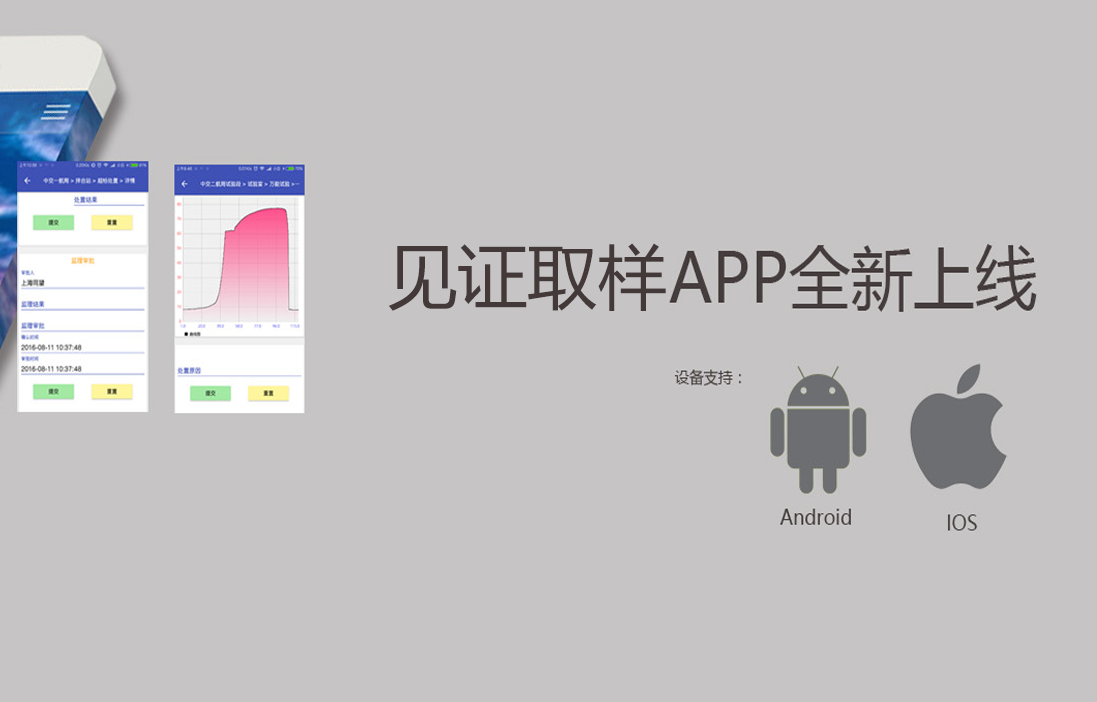 见证取样APP全新上线
设备支持：
Android
IOS
中交一航局 > 拌合站 > 超标处置 > 详情
处置结果
提交
重置
监理审批
审批人
上海同望
监理结果
监理审批
确认时间
2016-08-11 10:37:48
审批时间
2016-08-11 10:37:48
提交
重置
中交二航局试验段 > 试验室 > 万能试验 >
处置原因
提交
重置